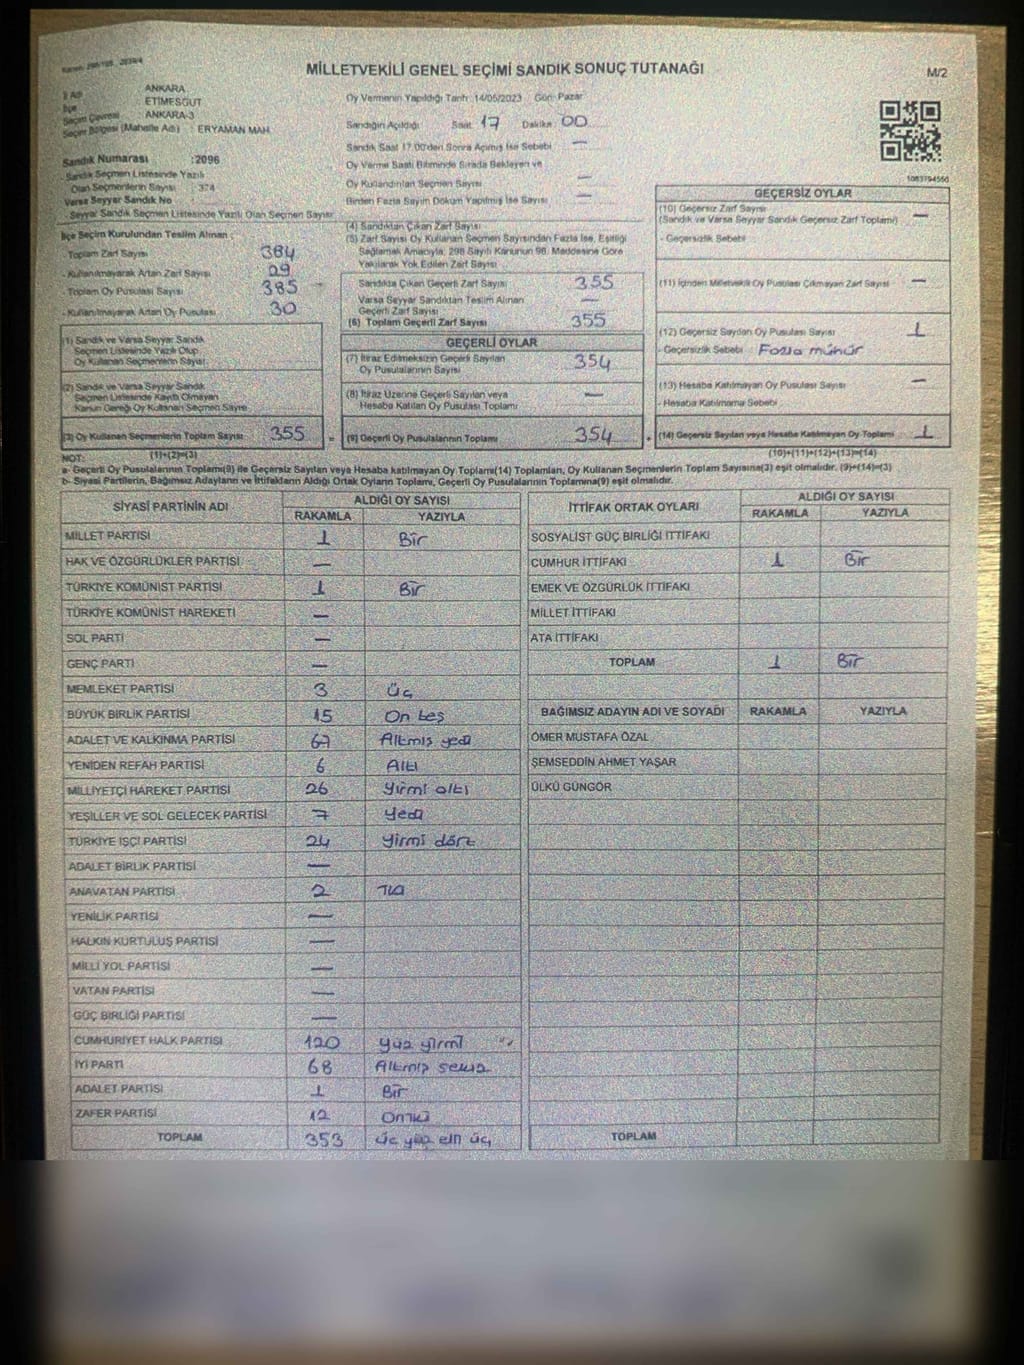 MİLLETVEKİLİ GENEL SEÇİMİ SANDIK SONUÇ TUTANAĞI
M/2
İl Adı ANKARA
İlçe ETİMESGUT
Seçim Çevresi ANKARA-3
Seçim Bölgesi (Mahalle Adı) : ERYAMAN MAH.
Sandık Numarası :2096
Sandık Seçmen Listesinde Yazılı
Olan Seçmenlerin Sayısı : 374
Varsa Seyyar Sandık No
Seyyar Sandık Seçmen Listesinde Yazılı Olan Seçmen Sayısı
İlçe Seçim Kurulundan Teslim Alınan ;
- Toplam Zarf Sayısı 384
- Kullanılmayarak Artan Zarf Sayısı 29
- Toplam Oy Pusulası Sayısı 385
- Kullanılmayarak Artan Oy Pusulası 30
(1) Sandık ve Varsa Seyyar Sandık
Seçmen Listesinde Yazılı Olup
Oy Kullanan Seçmenlerin Sayısı
(2) Sandık ve Varsa Seyyar Sandık
Seçmen Listesinde Kayıtlı Olmayan
Kanun Gereği Oy Kullanan Seçmen Sayısı
(3) Oy Kullanan Seçmenlerin Toplam Sayısı 355 =
(1)+(2)=(3)
Oy Vermenin Yapıldığı Tarih: 14/05/2023 Gün: Pazar
Sandığın Açıldığı Saat: 17 Dakika: 00
Sandık Saat 17:00'den Sonra Açılmış İse Sebebi —
Oy Verme Saati Bitiminde Sırada Bekleyen ve
Oy Kullandırılan Seçmen Sayısı —
Birden Fazla Sayım Döküm Yapılmış İse Sayısı —
(4) Sandıktan Çıkan Zarf Sayısı
(5) Zarf Sayısı Oy Kullanan Seçmen Sayısından Fazla İse, Eşitliği
Sağlamak Amacıyla, 298 Sayılı Kanunun 98. Maddesine Göre
Yakılarak Yok Edilen Zarf Sayısı
Sandıkta Çıkan Geçerli Zarf Sayısı 355
Varsa Seyyar Sandıktan Teslim Alınan
Geçerli Zarf Sayısı —
(6) Toplam Geçerli Zarf Sayısı 355
GEÇERLİ OYLAR
(7) İtiraz Edilmeksizin Geçerli Sayılan
Oy Pusulalarının Sayısı 354
(8) İtiraz Üzerine Geçerli Sayılan veya
Hesaba Katılan Oy Pusulası Toplamı —
(9) Geçerli Oy Pusulalarının Toplamı 354 +
1083794550
GEÇERSİZ OYLAR
(10) Geçersiz Zarf Sayısı
(Sandık ve Varsa Seyyar Sandık Geçersiz Zarf Toplamı) —
- Geçersizlik Sebebi
(11) İçinden Milletvekili Oy Pusulası Çıkmayan Zarf Sayısı —
(12) Geçersiz Sayılan Oy Pusulası Sayısı 1
- Geçersizlik Sebebi : Fazla mühür
(13) Hesaba Katılmayan Oy Pusulası Sayısı —
- Hesaba Katılmama Sebebi
(14) Geçersiz Sayılan veya Hesaba Katılmayan Oy Toplamı 1
(10)+(11)+(12)+(13)=(14)
NOT:
a- Geçerli Oy Pusulalarının Toplamı(9) ile Geçersiz Sayılan veya Hesaba katılmayan Oy Toplamı(14) Toplamları, Oy Kullanan Seçmenlerin Toplam Sayısına(3) eşit olmalıdır. (9)+(14)=(3)
b- Siyasi Partilerin, Bağımsız Adayların ve İttifakların Aldığı Ortak Oyların Toplamı, Geçerli Oy Pusulalarının Toplamına(9) eşit olmalıdır.
SİYASİ PARTİNİN ADI ALDIĞI OY SAYISI
RAKAMLA YAZIYLA
MİLLET PARTİSİ 1 Bir
HAK VE ÖZGÜRLÜKLER PARTİSİ —
TÜRKİYE KOMÜNİST PARTİSİ 1 Bir
TÜRKİYE KOMÜNİST HAREKETİ —
SOL PARTİ —
GENÇ PARTİ —
MEMLEKET PARTİSİ 3 Üç
BÜYÜK BİRLİK PARTİSİ 15 On beş
ADALET VE KALKINMA PARTİSİ 67 Altmış yedi
YENİDEN REFAH PARTİSİ 6 Altı
MİLLİYETÇİ HAREKET PARTİSİ 26 Yirmi altı
YEŞİLLER VE SOL GELECEK PARTİSİ 7 Yedi
TÜRKİYE İŞÇİ PARTİSİ 24 Yirmi dört
ADALET BİRLİK PARTİSİ —
ANAVATAN PARTİSİ 2 İki
YENİLİK PARTİSİ —
HALKIN KURTULUŞ PARTİSİ —
MİLLİ YOL PARTİSİ —
VATAN PARTİSİ —
GÜÇ BİRLİĞİ PARTİSİ —
CUMHURİYET HALK PARTİSİ 120 Yüz yirmi
İYİ PARTİ 68 Altmış sekiz
ADALET PARTİSİ 1 Bir
ZAFER PARTİSİ 12 On iki
TOPLAM 353 üç yüz elli üç
İTTİFAK ORTAK OYLARI ALDIĞI OY SAYISI
RAKAMLA YAZIYLA
SOSYALİST GÜÇ BİRLİĞİ İTTİFAKI
CUMHUR İTTİFAKI 1 Bir
EMEK VE ÖZGÜRLÜK İTTİFAKI
MİLLET İTTİFAKI
ATA İTTİFAKI
TOPLAM 1 Bir
BAĞIMSIZ ADAYIN ADI VE SOYADI RAKAMLA YAZIYLA
ÖMER MUSTAFA ÖZAL
ŞEMSEDDİN AHMET YAŞAR
ÜLKÜ GÜNGÖR
TOPLAM